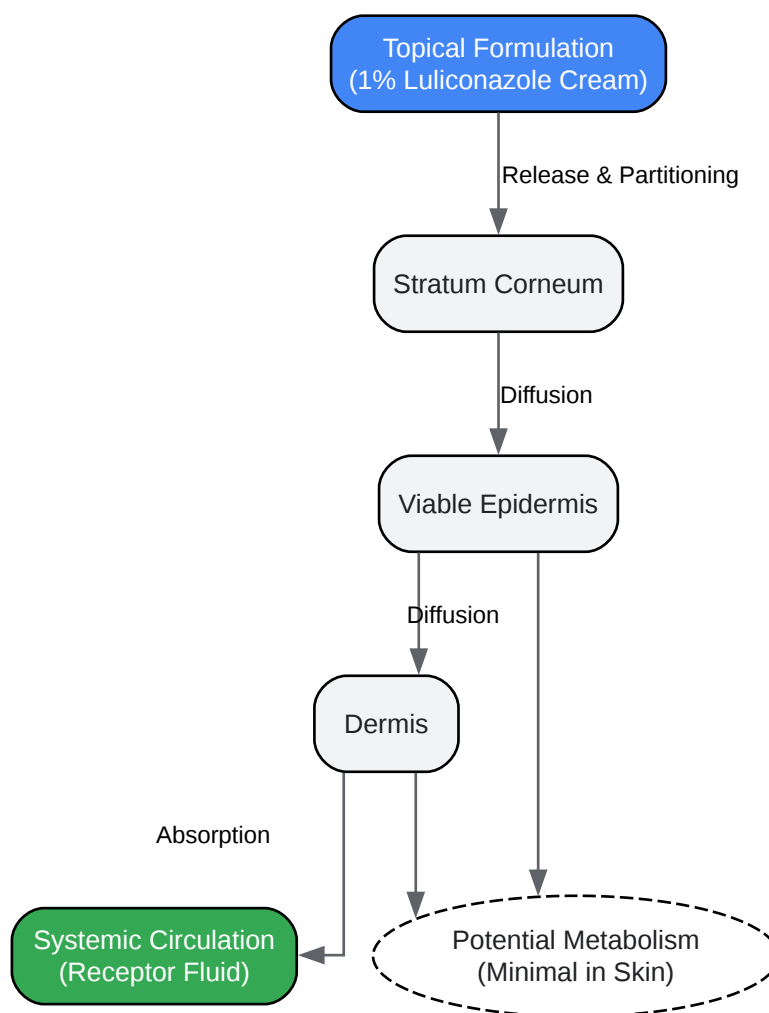 Topical Formulation
(1% Luliconazole Cream)
Release & Partitioning
Stratum Corneum
Diffusion
Viable Epidermis
Diffusion
Dermis
Absorption
Systemic Circulation
(Receptor Fluid)
Potential Metabolism
(Minimal in Skin)